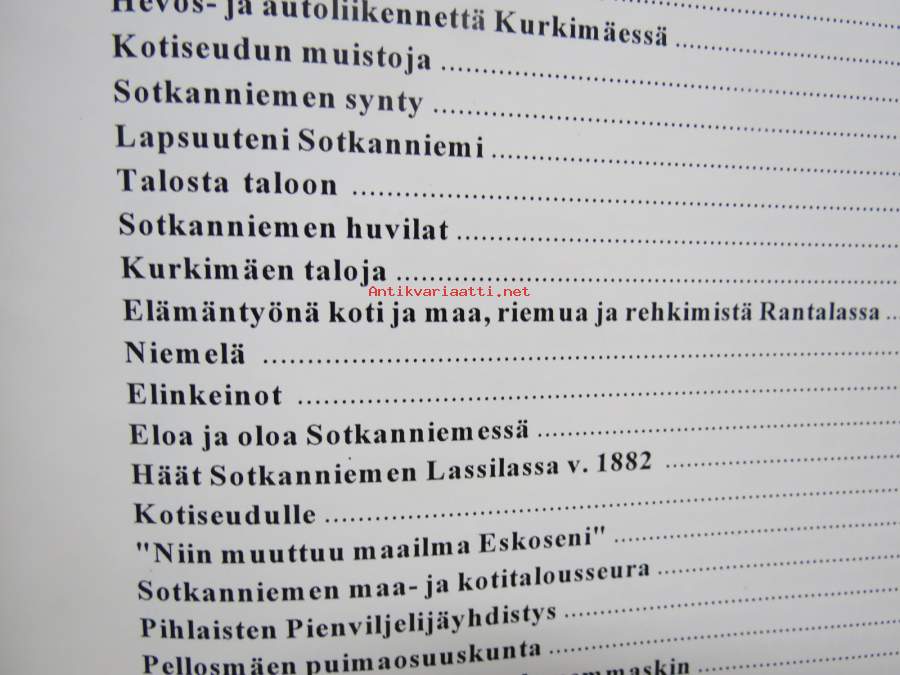 Hevos- ja autoliikennettä Kurkimäessä
Kotiseudun muistoja
Sotkanniemen synty
Lapsuuteni Sotkanniemi
Talosta taloon
Sotkanniemen huvilat
Kurkimäen taloja
Antikvariaatti.net
Elämäntyönä koti ja maa, riemua ja rehkimistä Rantalassa
Niemelä
Elinkeinot
Eloa ja oloa Sotkanniemessä
Häät Sotkanniemen Lassilassa v. 1882
Kotiseudulle
"Niin muuttuu maailma Eskoseni"
Sotkanniemen maa- ja kotitalousseura
Pihlaisten Pienviljelijäyhdistys
Pellosmäen puimaosuuskunta